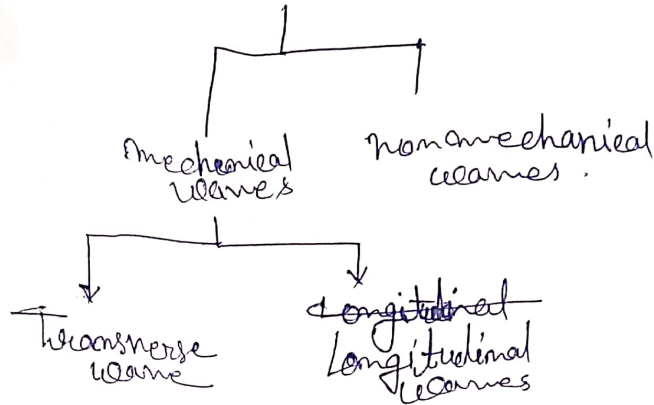 Mechanical
waves
nonmechanical
waves.
Transverse
wave
Longitudinal
Longitudinal
waves